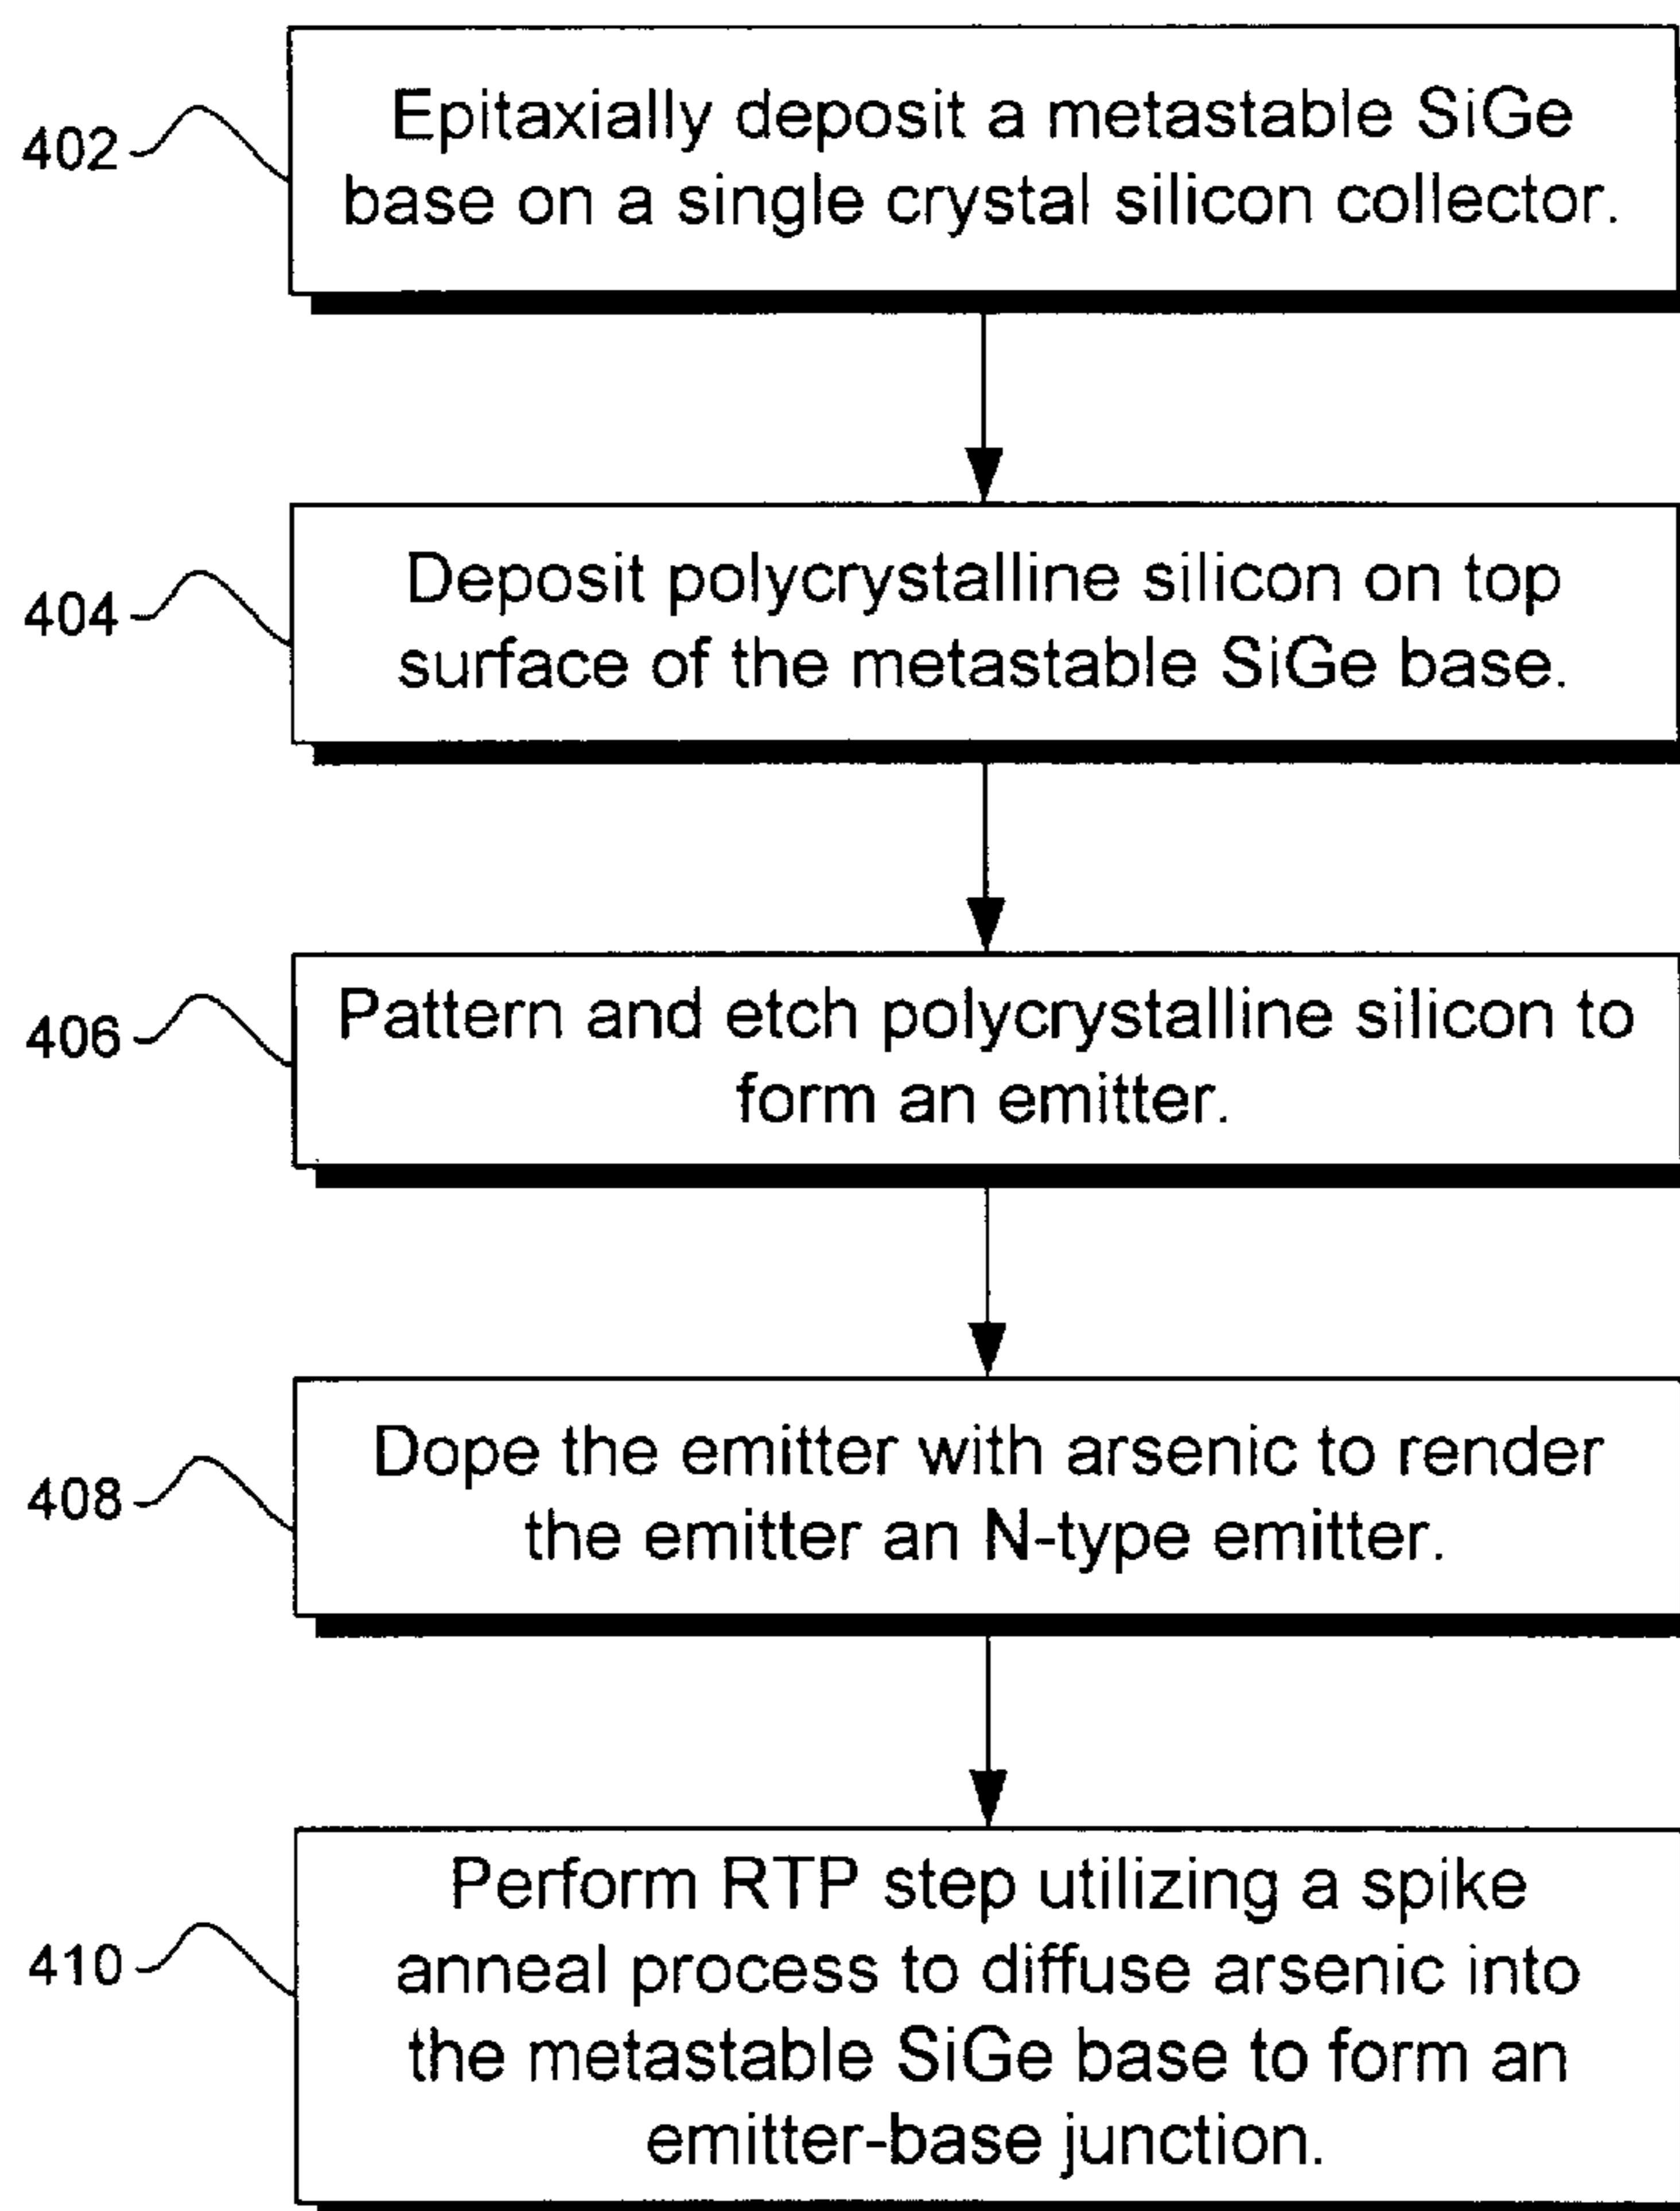 402
Epitaxially deposit a metastable SiGe
base on a single crystal silicon collector.
404
Deposit polycrystalline silicon on top
surface of the metastable SiGe base.
406
Pattern and etch polycrystalline silicon to
form an emitter.
408
Dope the emitter with arsenic to render
the emitter an N-type emitter.
410
Perform RTP step utilizing a spike
anneal process to diffuse arsenic into
the metastable SiGe base to form an
emitter-base junction.